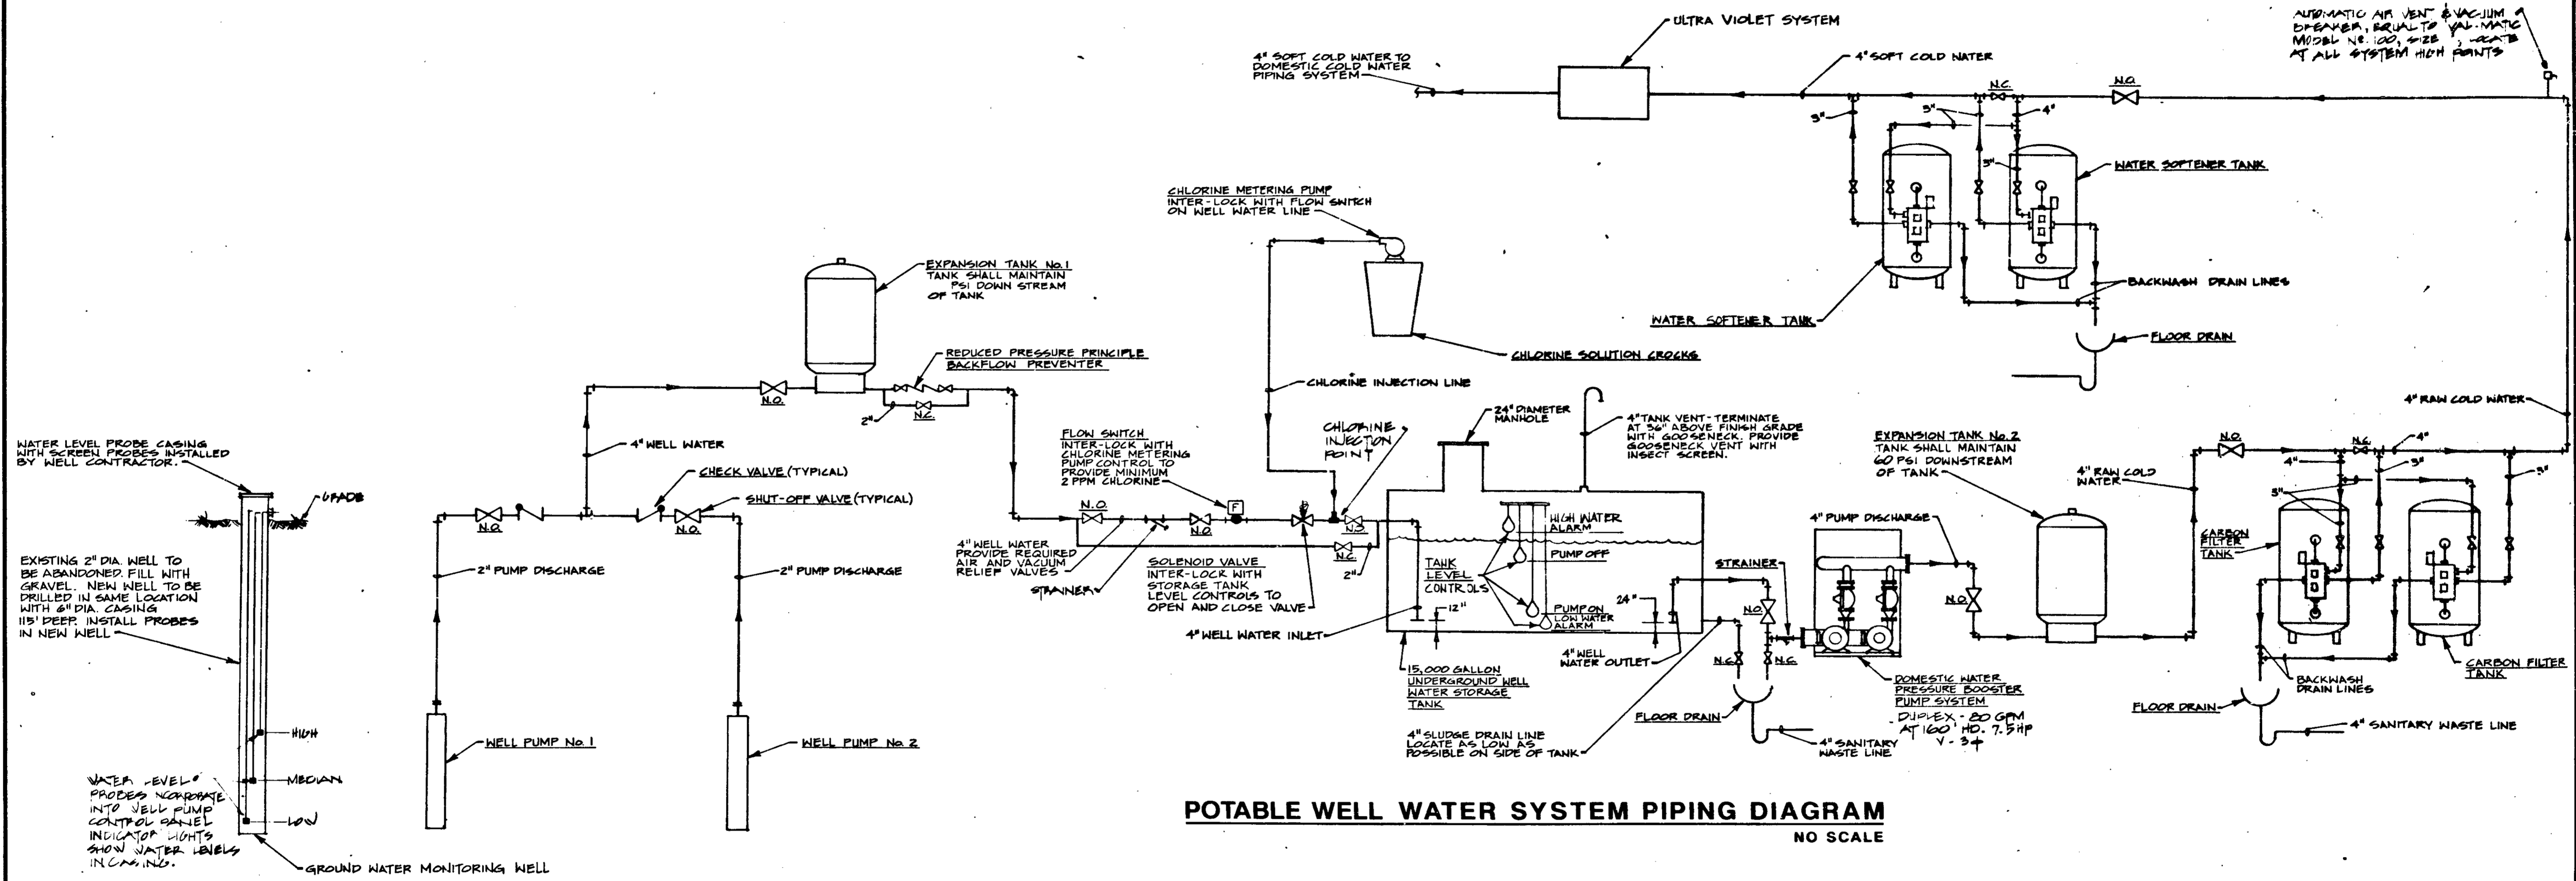 ULTRA VIOLET SYSTEM
AUTOMATIC AIR VENT & VACUUM
BREAKER, EQUAL TO VAL-MATIC
MODEL No. 100, SIZE , LOCATE
AT ALL SYSTEM HIGH POINTS
4" SOFT COLD WATER TO
DOMESTIC COLD WATER
PIPING SYSTEM
4" SOFT COLD WATER
N.C.
N.O.
3"
3"
4"
3"
WATER SOFTENER TANK
CHLORINE METERING PUMP
INTER-LOCK WITH FLOW SWITCH
ON WELL WATER LINE
BACKWASH DRAIN LINES
WATER SOFTENER TANK
FLOOR DRAIN
CHLORINE SOLUTION CROCKS
EXPANSION TANK No. 1
TANK SHALL MAINTAIN
PSI DOWN STREAM
OF TANK
REDUCED PRESSURE PRINCIPLE
BACKFLOW PREVENTER
N.O.
2"
N.C.
CHLORINE INJECTION LINE
4" RAW COLD WATER
WATER LEVEL PROBE CASING
WITH SCREEN PROBES INSTALLED
BY WELL CONTRACTOR.
GRADE
4" WELL WATER
CHECK VALVE (TYPICAL)
SHUT-OFF VALVE (TYPICAL)
N.O.
N.O.
FLOW SWITCH
INTER-LOCK WITH
CHLORINE METERING
PUMP CONTROL TO
PROVIDE MINIMUM
2 PPM CHLORINE
F
CHLORINE
INJECTION
POINT
24" DIAMETER
MANHOLE
4" TANK VENT - TERMINATE
AT 36" ABOVE FINISH GRADE
WITH GOOSENECK. PROVIDE
GOOSENECK VENT WITH
INSECT SCREEN.
EXPANSION TANK No. 2
TANK SHALL MAINTAIN
60 PSI DOWNSTREAM
OF TANK
4" RAW COLD
WATER
N.O.
N.C.
4"
4"
3"
3"
3"
CARBON
FILTER
TANK
EXISTING 2" DIA. WELL TO
BE ABANDONED. FILL WITH
GRAVEL. NEW WELL TO BE
DRILLED IN SAME LOCATION
WITH 6" DIA. CASING
115' DEEP. INSTALL PROBES
IN NEW WELL
2" PUMP DISCHARGE
2" PUMP DISCHARGE
N.O.
N.O.
N.O.
N.C.
2"
4" WELL WATER
PROVIDE REQUIRED
AIR AND VACUUM
RELIEF VALVES
STRAINER
SOLENOID VALVE
INTER-LOCK WITH
STORAGE TANK
LEVEL CONTROLS TO
OPEN AND CLOSE VALVE
4" WELL WATER INLET
12"
HIGH WATER
ALARM
PUMP OFF
TANK
LEVEL
CONTROLS
PUMP ON
LOW WATER
ALARM
24"
4" WELL
WATER OUTLET
15,000 GALLON
UNDERGROUND WELL
WATER STORAGE
TANK
STRAINER
4" PUMP DISCHARGE
N.O.
N.O.
N.C.
N.C.
FLOOR DRAIN
4" SLUDGE DRAIN LINE
LOCATE AS LOW AS
POSSIBLE ON SIDE OF TANK
4" SANITARY
WASTE LINE
DOMESTIC WATER
PRESSURE BOOSTER
PUMP SYSTEM
DUPLEX - 80 GPM
AT 160' HD. 7.5 HP
V - 3ϕ
BACKWASH
DRAIN LINES
CARBON FILTER
TANK
FLOOR DRAIN
4" SANITARY WASTE LINE
HIGH
MEDIAN
LOW
WELL PUMP No. 1
WELL PUMP No. 2
WATER LEVEL
PROBES INCORPORATE
INTO WELL PUMP
CONTROL PANEL
INDICATOR LIGHTS
SHOW WATER LEVELS
IN CASING.
GROUND WATER MONITORING WELL
POTABLE WELL WATER SYSTEM PIPING DIAGRAM
NO SCALE